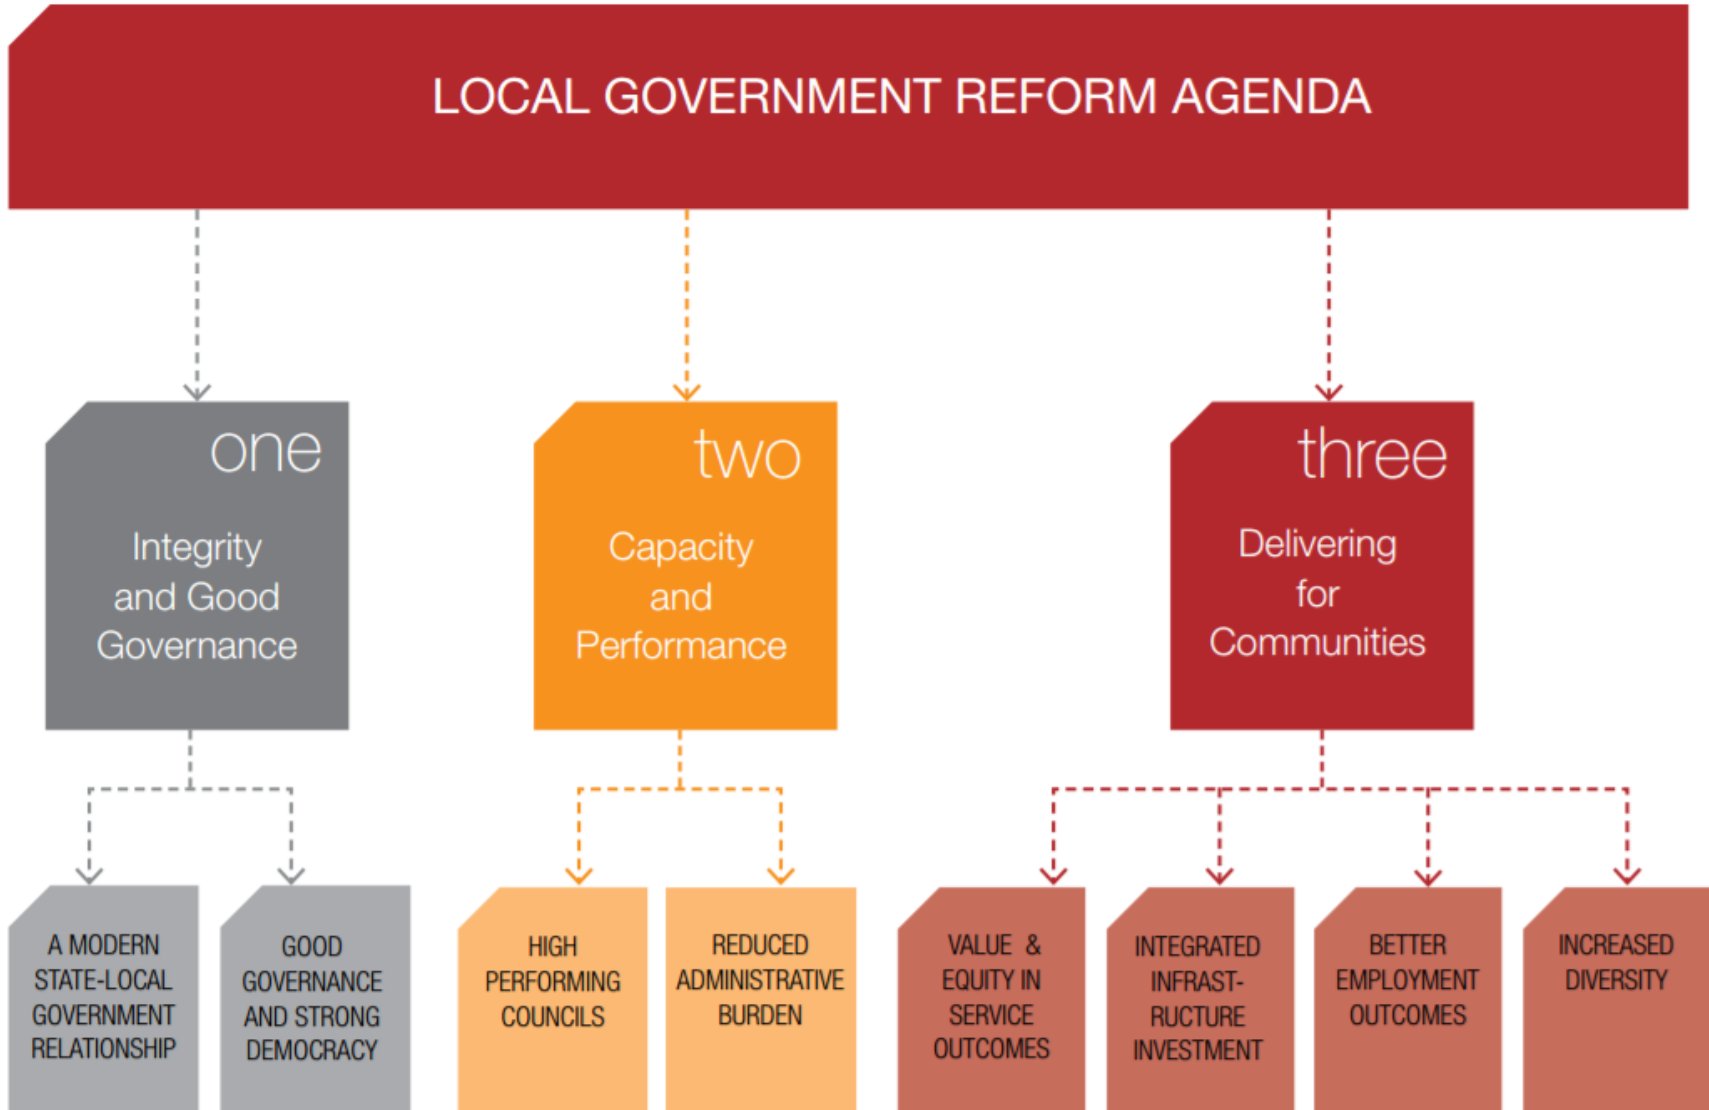 LOCAL GOVERNMENT REFORM AGENDA
one
Integrity
and Good
Governance
two
Capacity
and
Performance
three
Delivering
for
Communities
A MODERN
STATE-LOCAL
GOVERNMENT
RELATIONSHIP
GOOD
GOVERNANCE
AND STRONG
DEMOCRACY
HIGH
PERFORMING
COUNCILS
REDUCED
ADMINISTRATIVE
BURDEN
VALUE &
EQUITY IN
SERVICE
OUTCOMES
INTEGRATED
INFRAST-
RUCTURE
INVESTMENT
BETTER
EMPLOYMENT
OUTCOMES
INCREASED
DIVERSITY